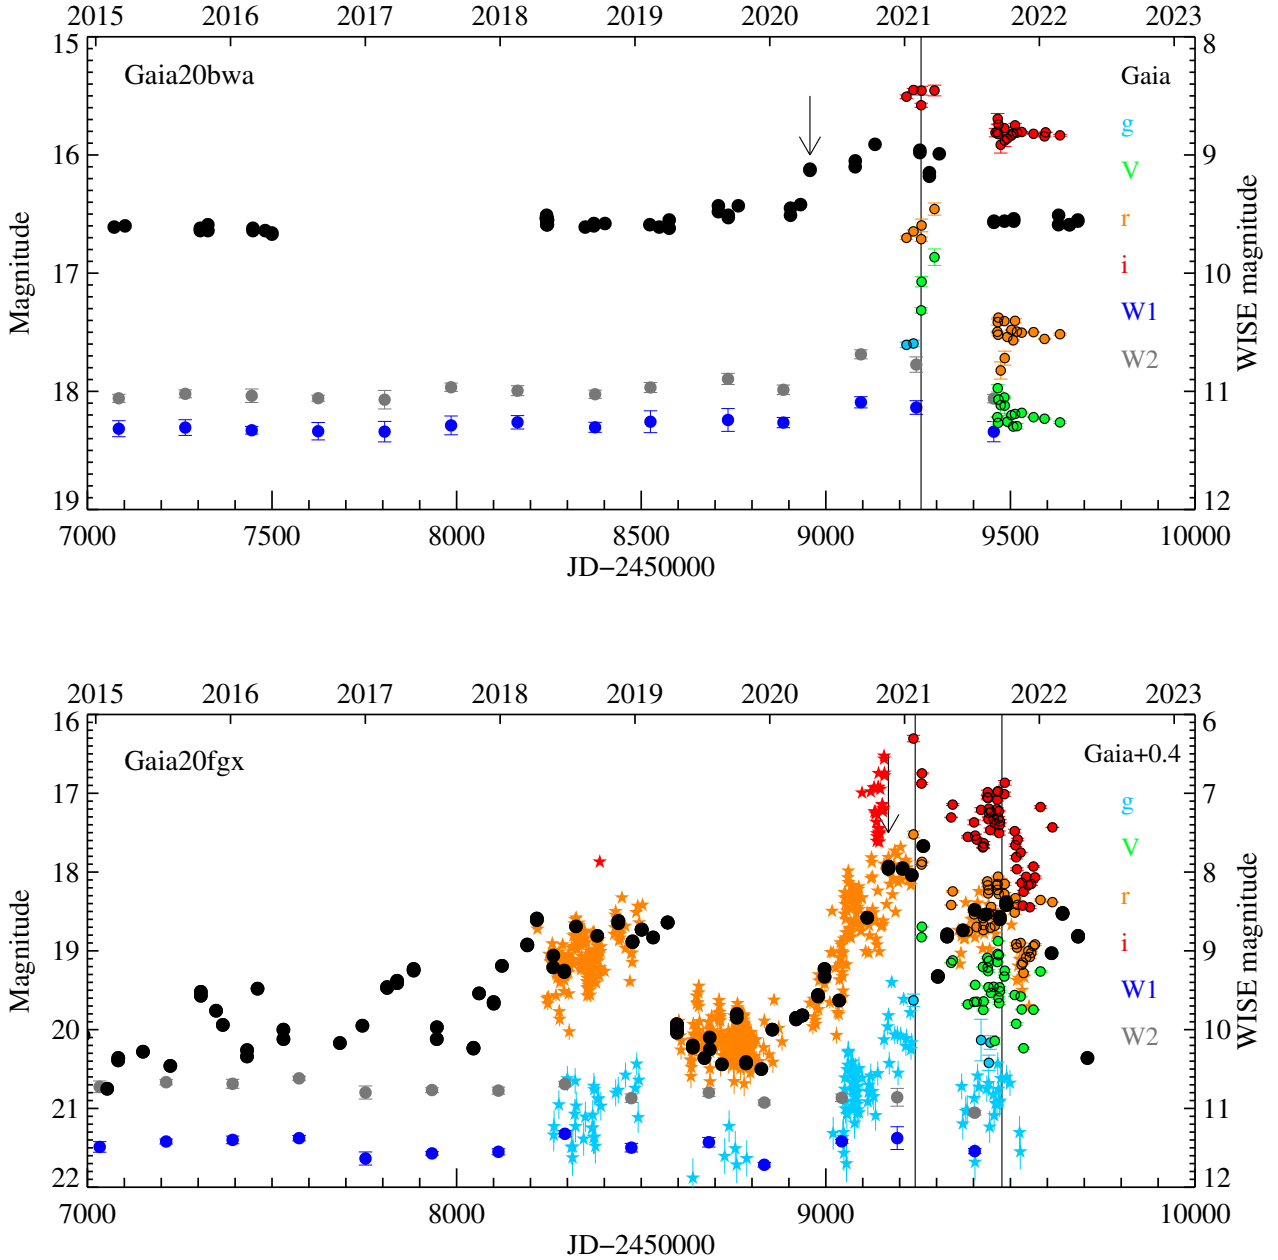 2015 2016 2017 2018 2019 2020 2021 2022 2023
15 8
Gaia20bwa Gaia
g
16 9
V
r
17 10
i
W1
W2
18 11
19 12
Magnitude
WISE magnitude
7000 7500 8000 8500 9000 9500 10000
JD−2450000
2015 2016 2017 2018 2019 2020 2021 2022 2023
16 6
Gaia20fgx Gaia+0.4
17 7
g
V
18 8
r
19 9
i
W1
20 10
W2
21 11
22 12
Magnitude
WISE magnitude
7000 8000 9000 10000
JD−2450000